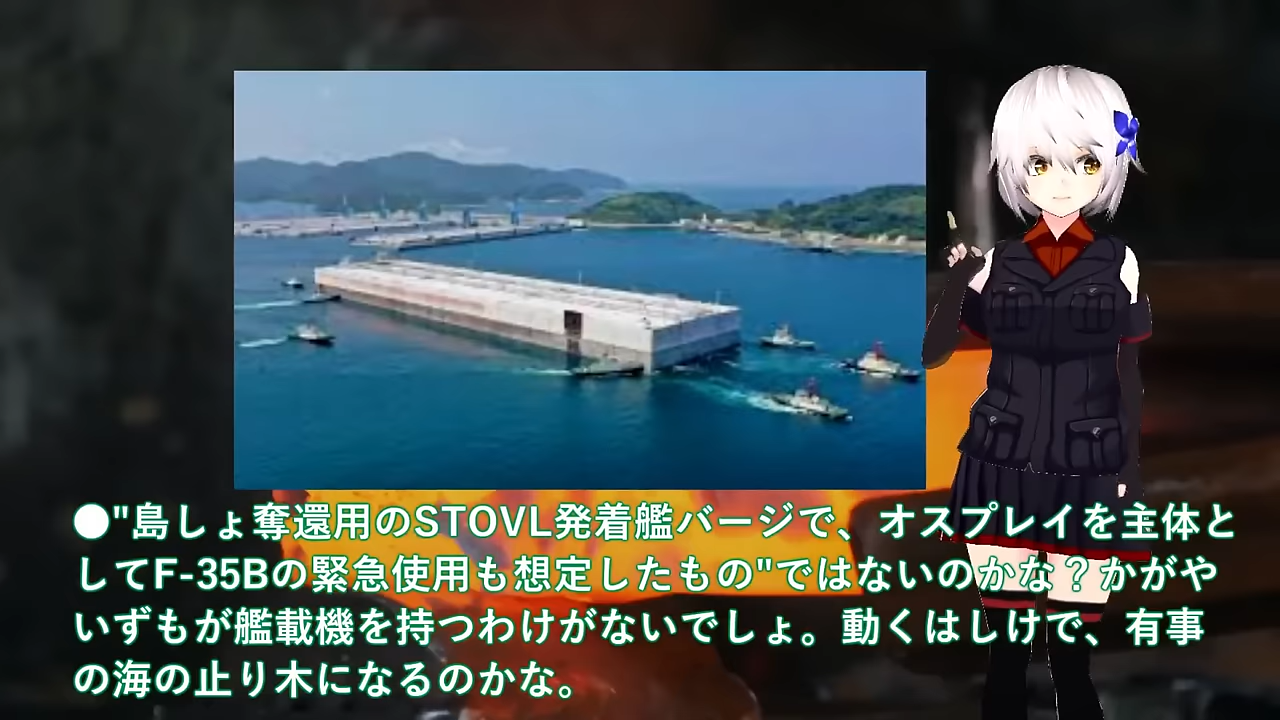 ●"島しょ奪還用のSTOVL発着艦バージで、オスプレイを主体と
してF-35Bの緊急使用も想定したもの"ではないのかな？かがや
いずもが艦載機を持つわけがないでしょ。動くはしけで、有事
の海の止り木になるのかな。